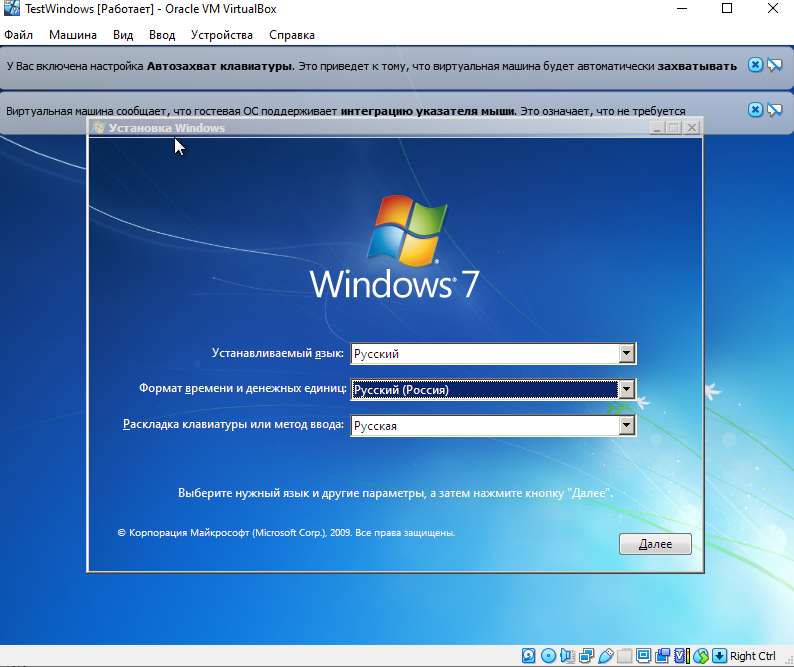 TestWindows [Работает] - Oracle VM VirtualBox
Файл Машина Вид Ввод Устройства Справка
У Вас включена настройка Автозахват клавиатуры. Это приведет к тому, что виртуальная машина будет автоматически захватывать
Виртуальная машина сообщает, что гостевая ОС поддерживает интеграцию указателя мыши. Это означает, что не требуется
Установка Windows
Windows® 7
Устанавливаемый язык: Русский
Формат времени и денежных единиц: Русский (Россия)
Раскладка клавиатуры или метод ввода: Русская
Выберите нужный язык и другие параметры, а затем нажмите кнопку "Далее".
© Корпорация Майкрософт (Microsoft Corp.), 2009. Все права защищены.
Далее
Right Ctrl